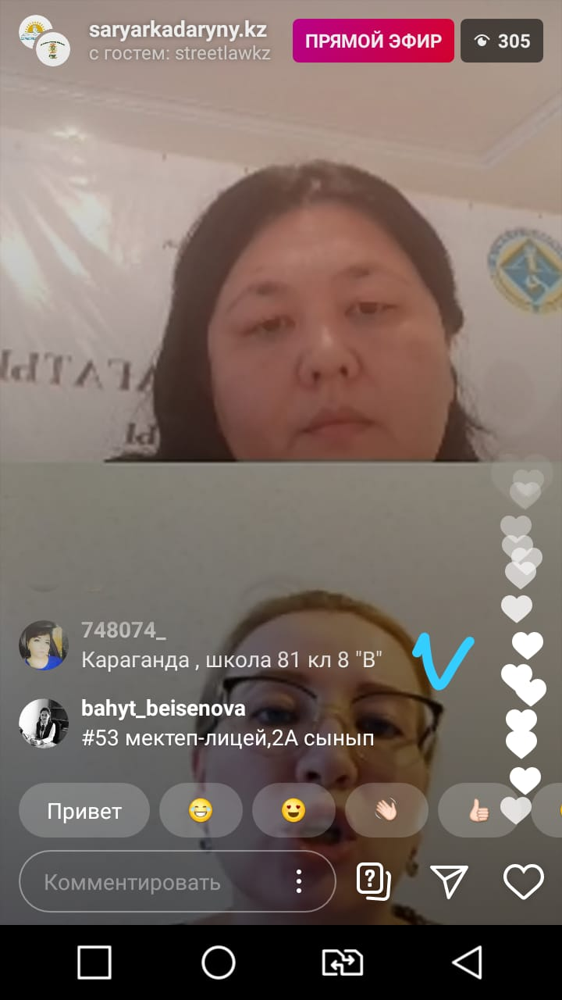 saryarkadaryny.kz
с гостем: streetlawkz
ПРЯМОЙ ЭФИР
305
748074_
Караганда , школа 81 кл 8 "В"
bahyt_beisenova
#53 мектеп-лицей,2А сынып
Привет
Комментировать